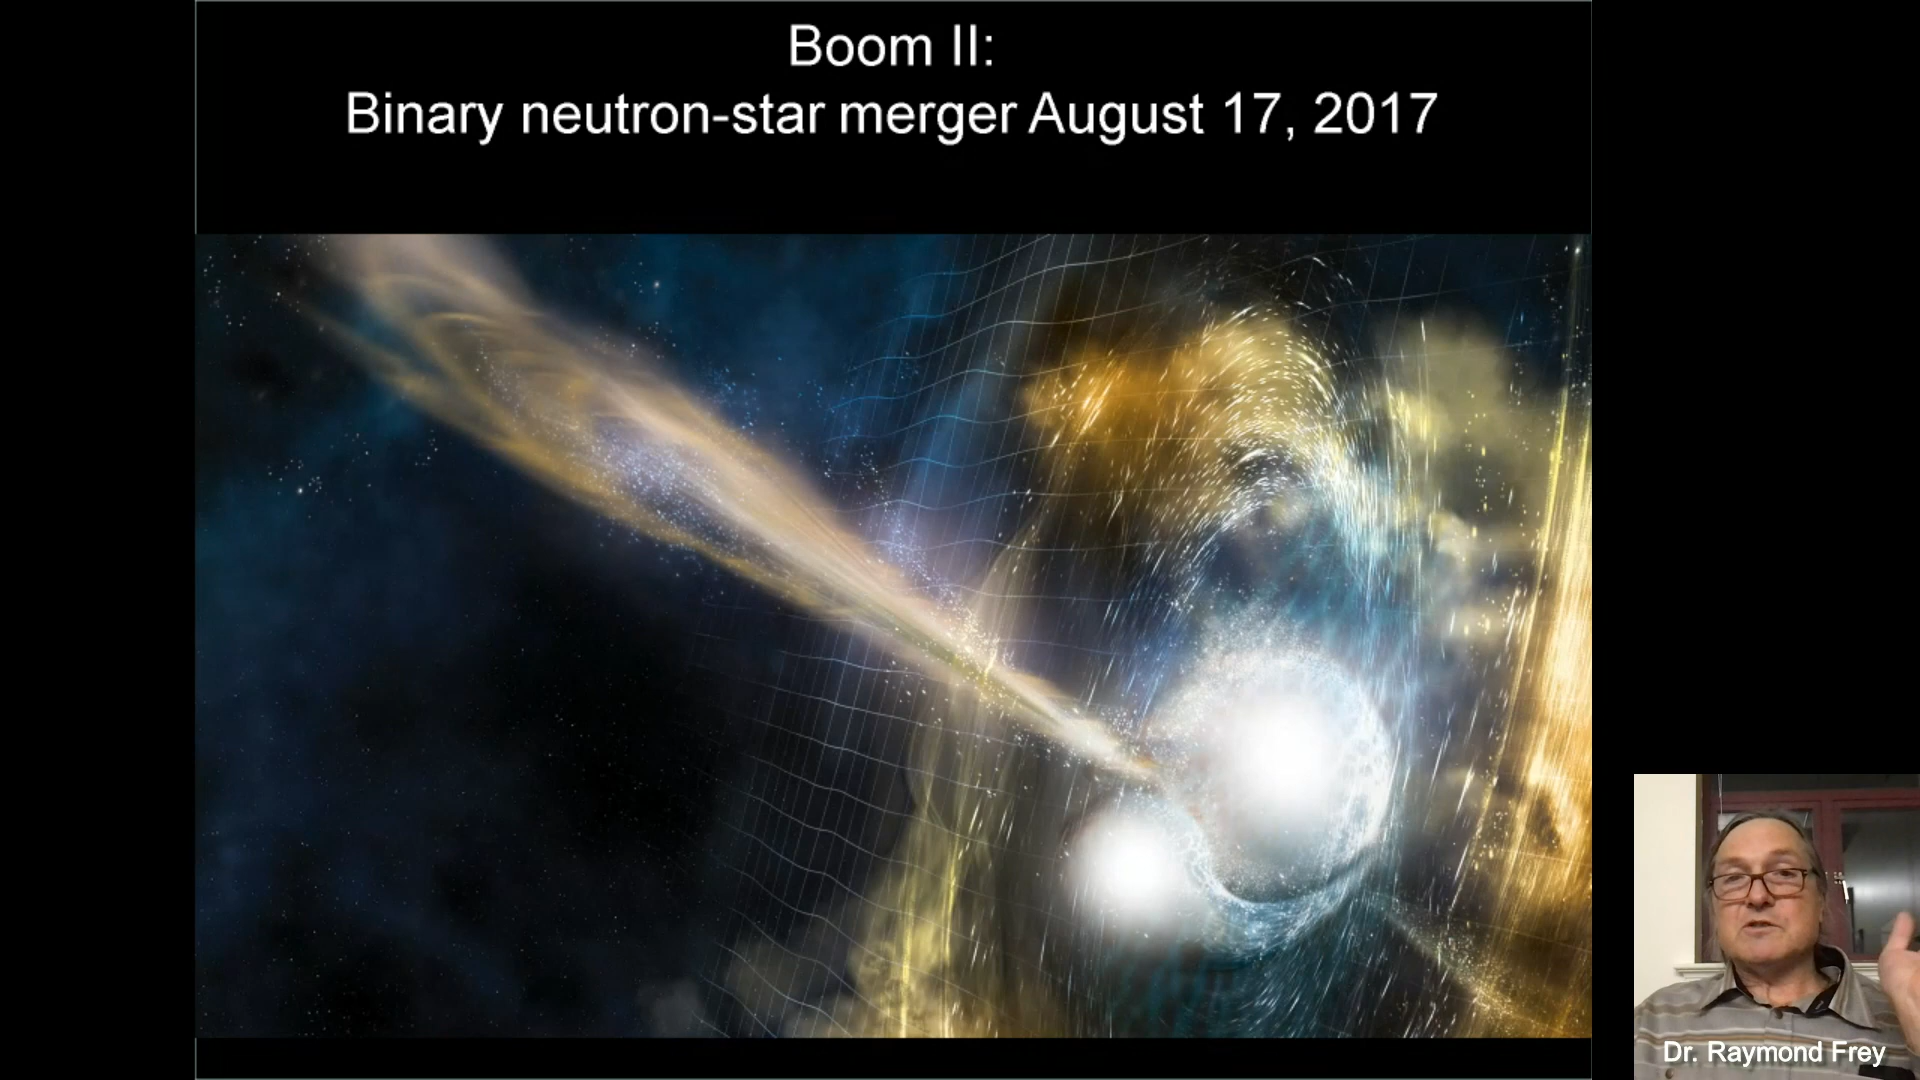 Boom II:
Binary neutron-star merger August 17, 2017
Dr. Raymond Frey